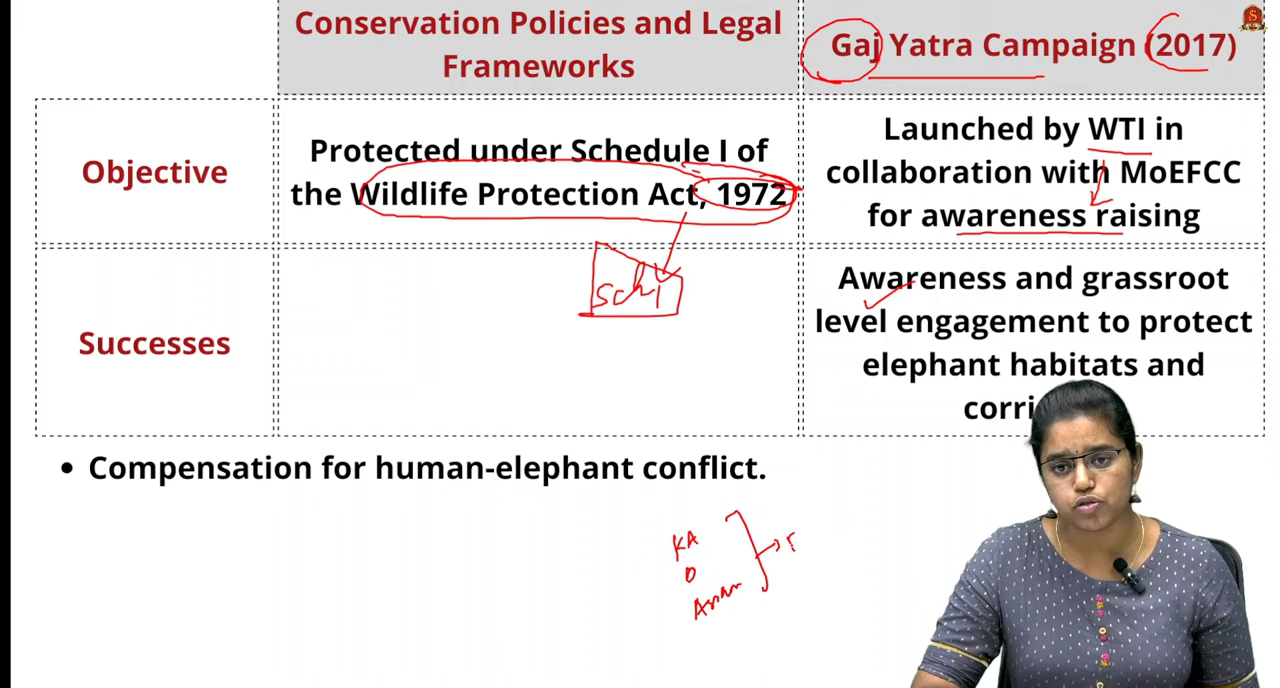 Conservation Policies and Legal
Frameworks
Gaj Yatra Campaign (2017)
Objective
Protected under Schedule I of
the Wildlife Protection Act, 1972
Launched by WTI in
collaboration with MoEFCC
for awareness raising
Sch I
Successes
Awareness and grassroot
level engagement to protect
elephant habitats and
corri
• Compensation for human-elephant conflict.
KA
O
Assam